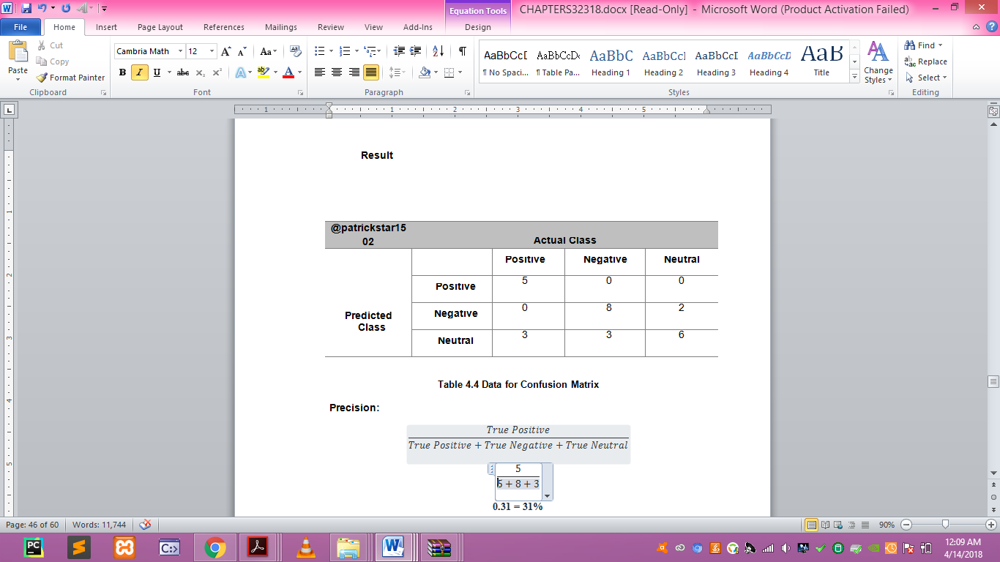 Equation Tools
CHAPTERS32318.docx [Read-Only] - Microsoft Word (Product Activation Failed)
File Home Insert Page Layout References Mailings Review View Add-Ins Design
Paste
Cut
Copy
Format Painter
Clipboard
Cambria Math 12
Font
Paragraph
AaBbCcI AaBbCcDc AaBbC AaBbCcI AaBbCcI AaBbCcD AaB
¶ No Spaci... ¶ Table Pa... Heading 1 Heading 2 Heading 3 Heading 4 Title
Styles
Change Styles
Find
Replace
Select
Editing
Result
@patrickstar15
02
Actual Class
Positive Negative Neutral
Positive 5 0 0
Negative 0 8 2
Predicted
Class
Neutral 3 3 6
Table 4.4 Data for Confusion Matrix
Precision:
True Positive
True Positive + True Negative + True Neutral
5
5 + 8 + 3
0.31 = 31%
Page: 46 of 60 Words: 11,744 90%
12:09 AM
4/14/2018